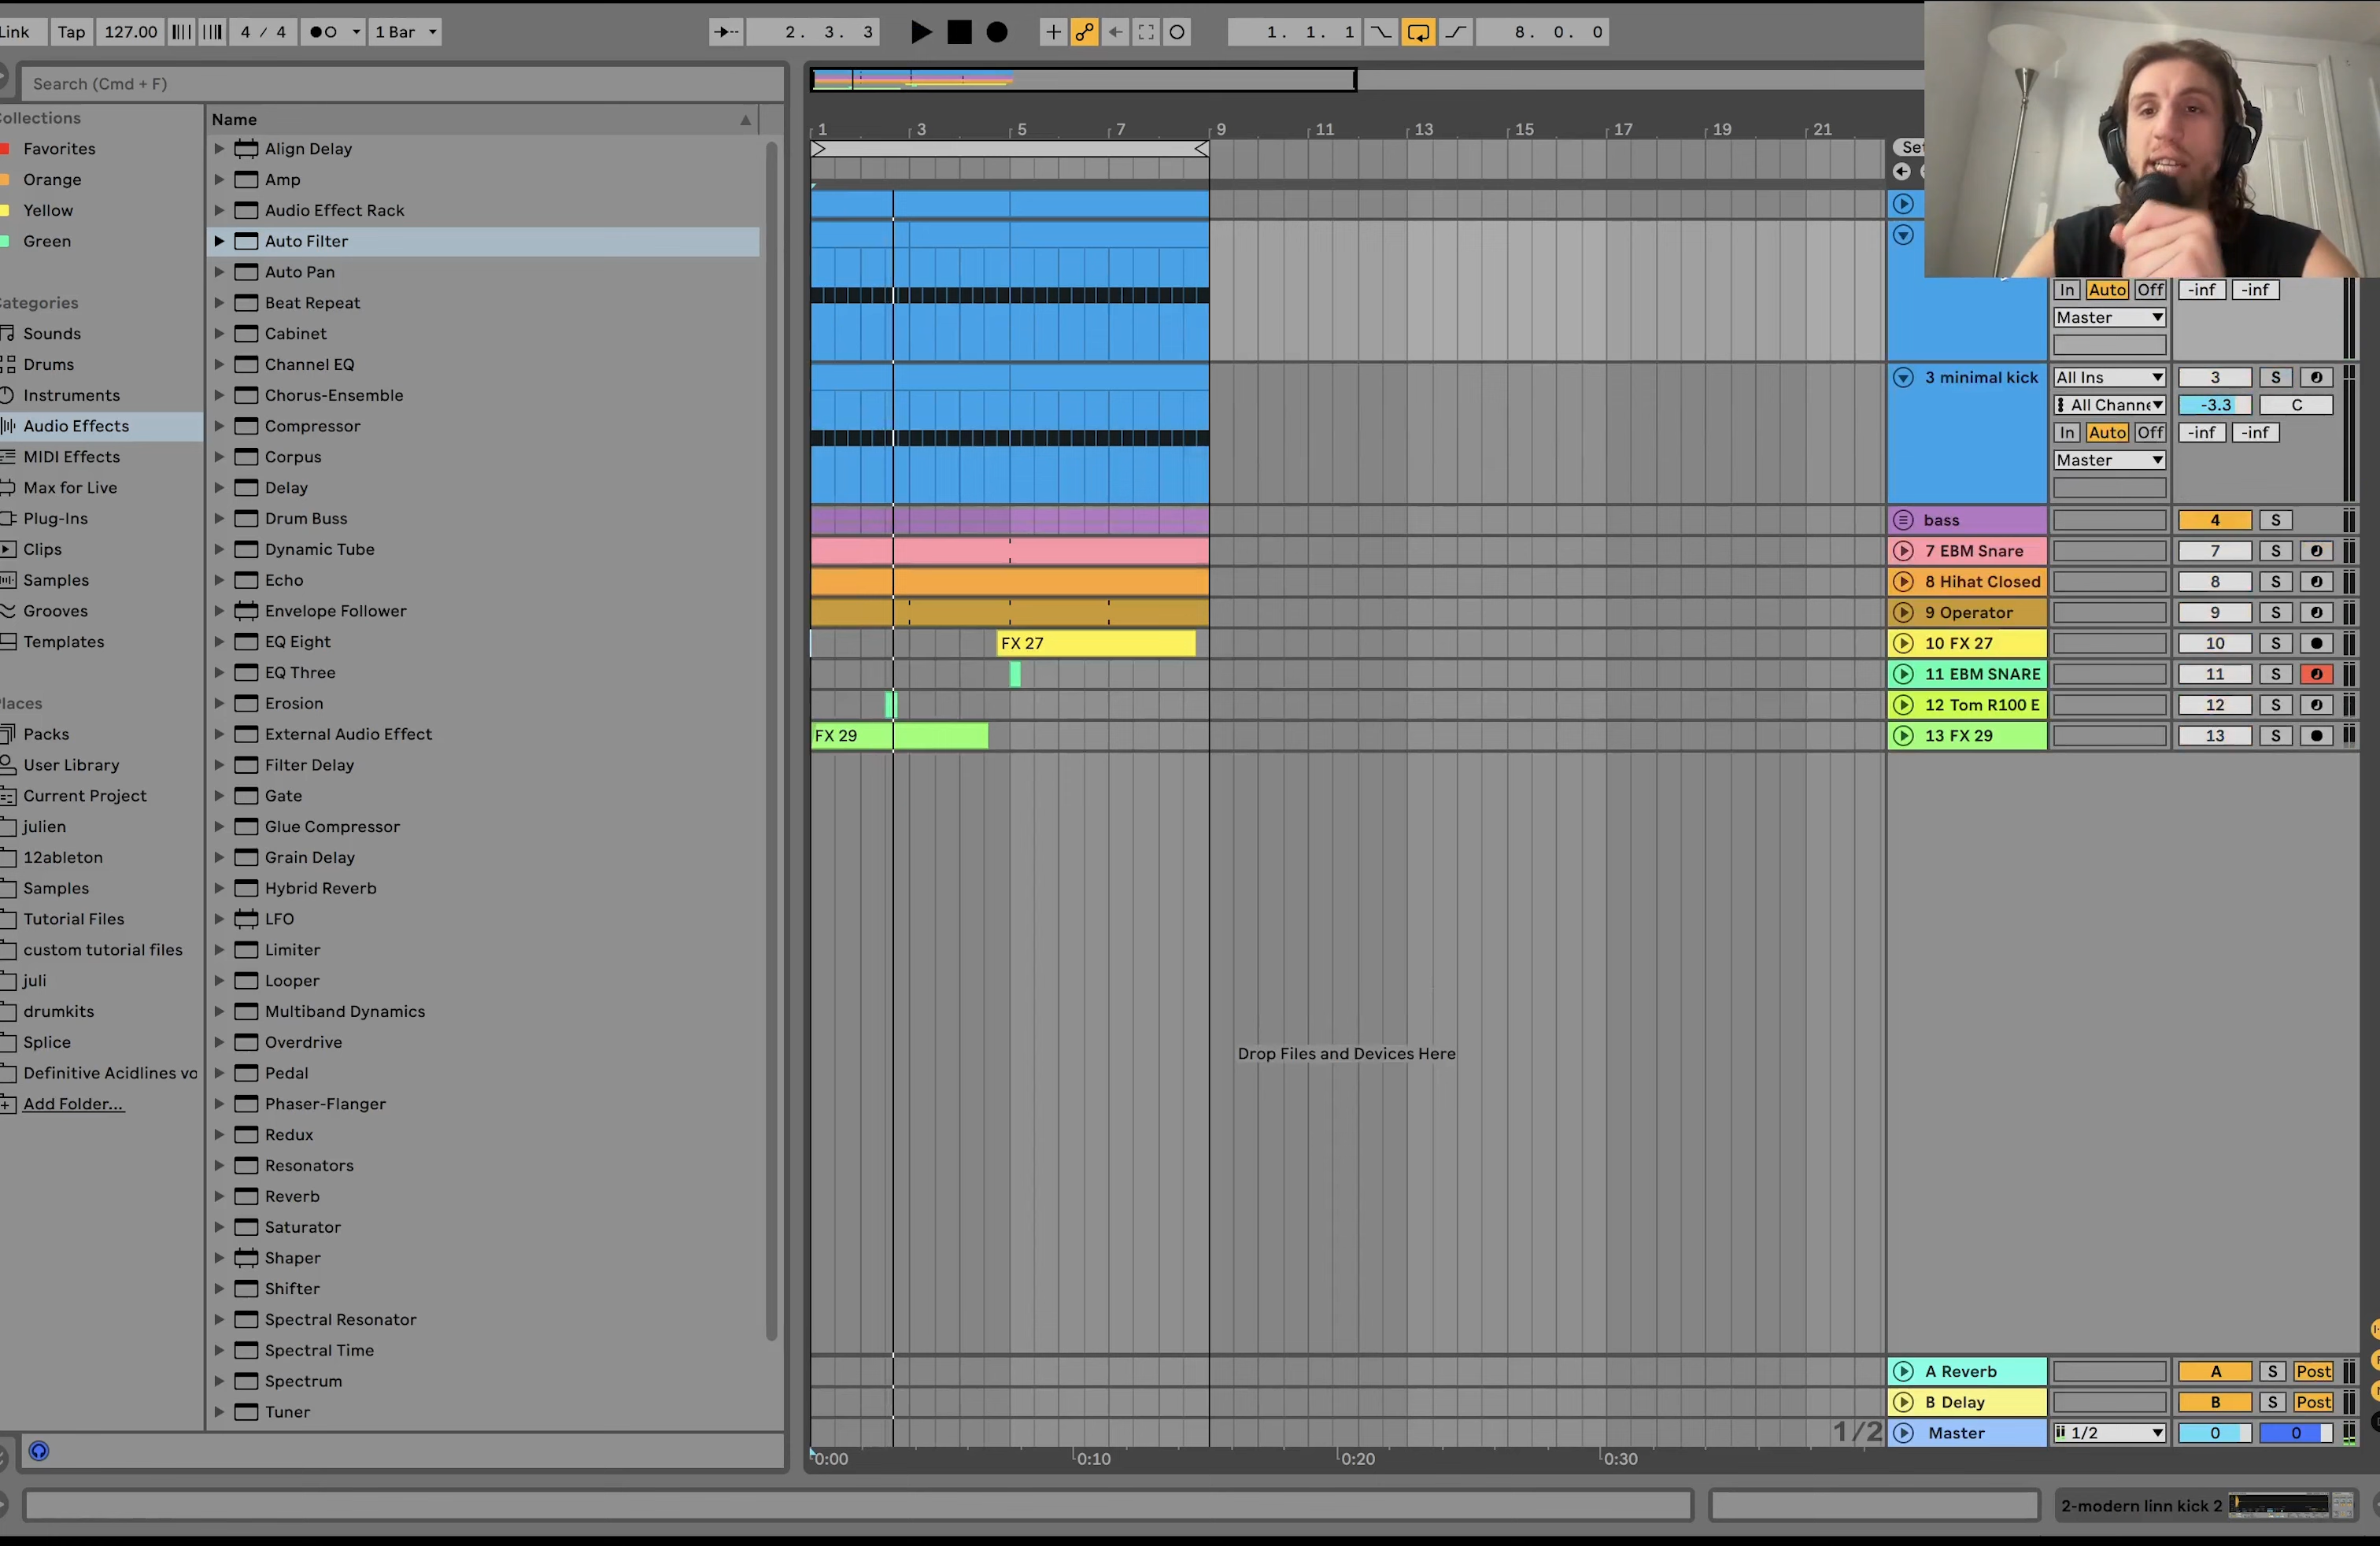 Link Tap 127.00 4 / 4 1 Bar 2. 3. 3 1. 1. 1 8. 0. 0
Search (Cmd + F)
Collections
Favorites
Orange
Yellow
Green
Categories
Sounds
Drums
Instruments
Audio Effects
MIDI Effects
Max for Live
Plug-Ins
Clips
Samples
Grooves
Templates
Places
Packs
User Library
Current Project
julien
12ableton
Samples
Tutorial Files
custom tutorial files
juli
drumkits
Splice
Definitive Acidlines vo
Add Folder...
Name
Align Delay
Amp
Audio Effect Rack
Auto Filter
Auto Pan
Beat Repeat
Cabinet
Channel EQ
Chorus-Ensemble
Compressor
Corpus
Delay
Drum Buss
Dynamic Tube
Echo
Envelope Follower
EQ Eight
EQ Three
Erosion
External Audio Effect
Filter Delay
Gate
Glue Compressor
Grain Delay
Hybrid Reverb
LFO
Limiter
Looper
Multiband Dynamics
Overdrive
Pedal
Phaser-Flanger
Redux
Resonators
Reverb
Saturator
Shaper
Shifter
Spectral Resonator
Spectral Time
Spectrum
Tuner
1 3 5 7 9 11 13 15 17 19 21
Set
FX 27
FX 29
Drop Files and Devices Here
In Auto Off -inf -inf
Master
3 minimal kick All Ins 3 S
All Channe -3.3 C
In Auto Off -inf -inf
Master
bass 4 S
7 EBM Snare 7 S
8 Hihat Closed 8 S
9 Operator 9 S
10 FX 27 10 S
11 EBM SNARE 11 S
12 Tom R100 E 12 S
13 FX 29 13 S
A Reverb A S Post
B Delay B S Post
1/2 Master 1/2 0 0
0:00 0:10 0:20 0:30
2-modern linn kick 2